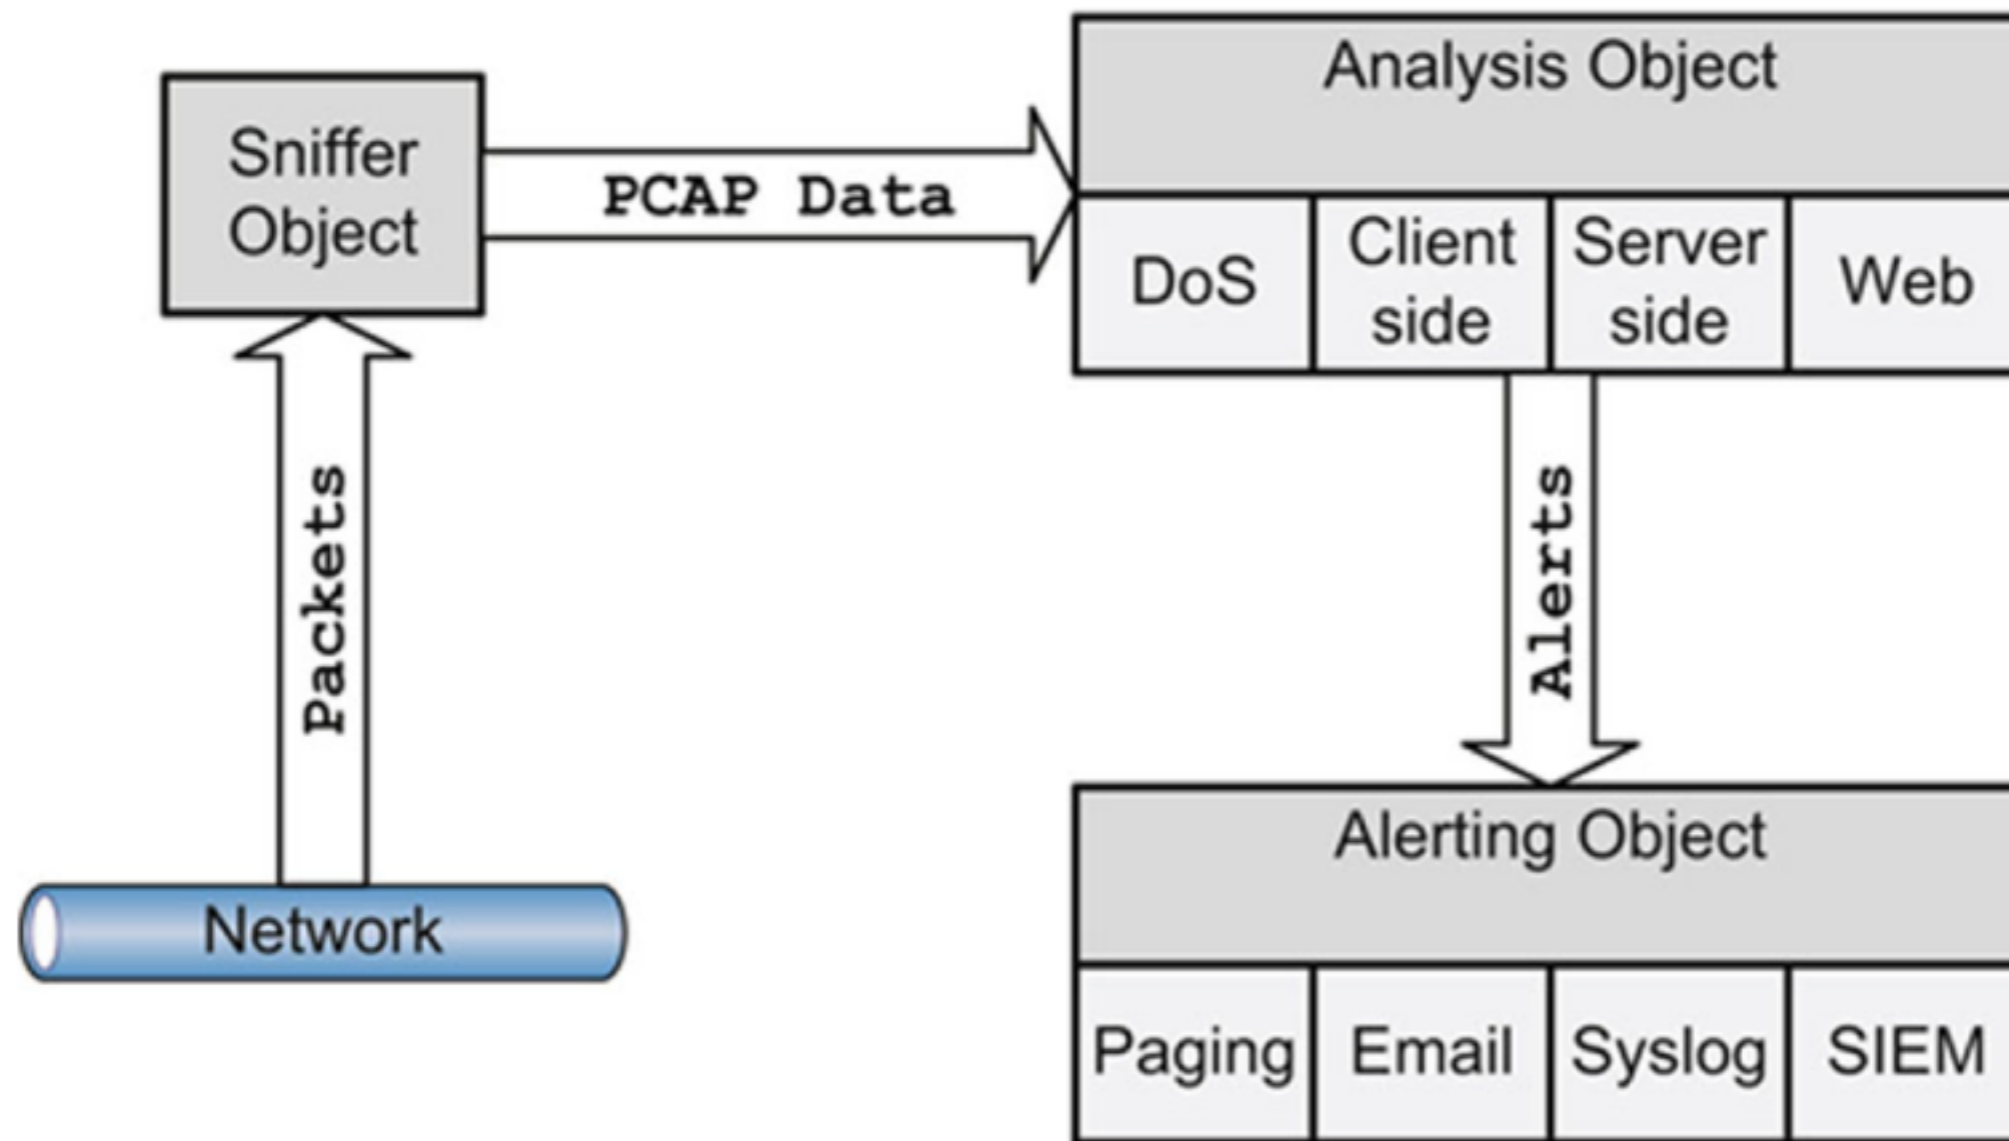 Analysis Object
Sniffer
Object
PCAP Data
DoS
Client
side
Server
side
Web
Packets
Alerts
Alerting Object
Network
Paging
Email
Syslog
SIEM